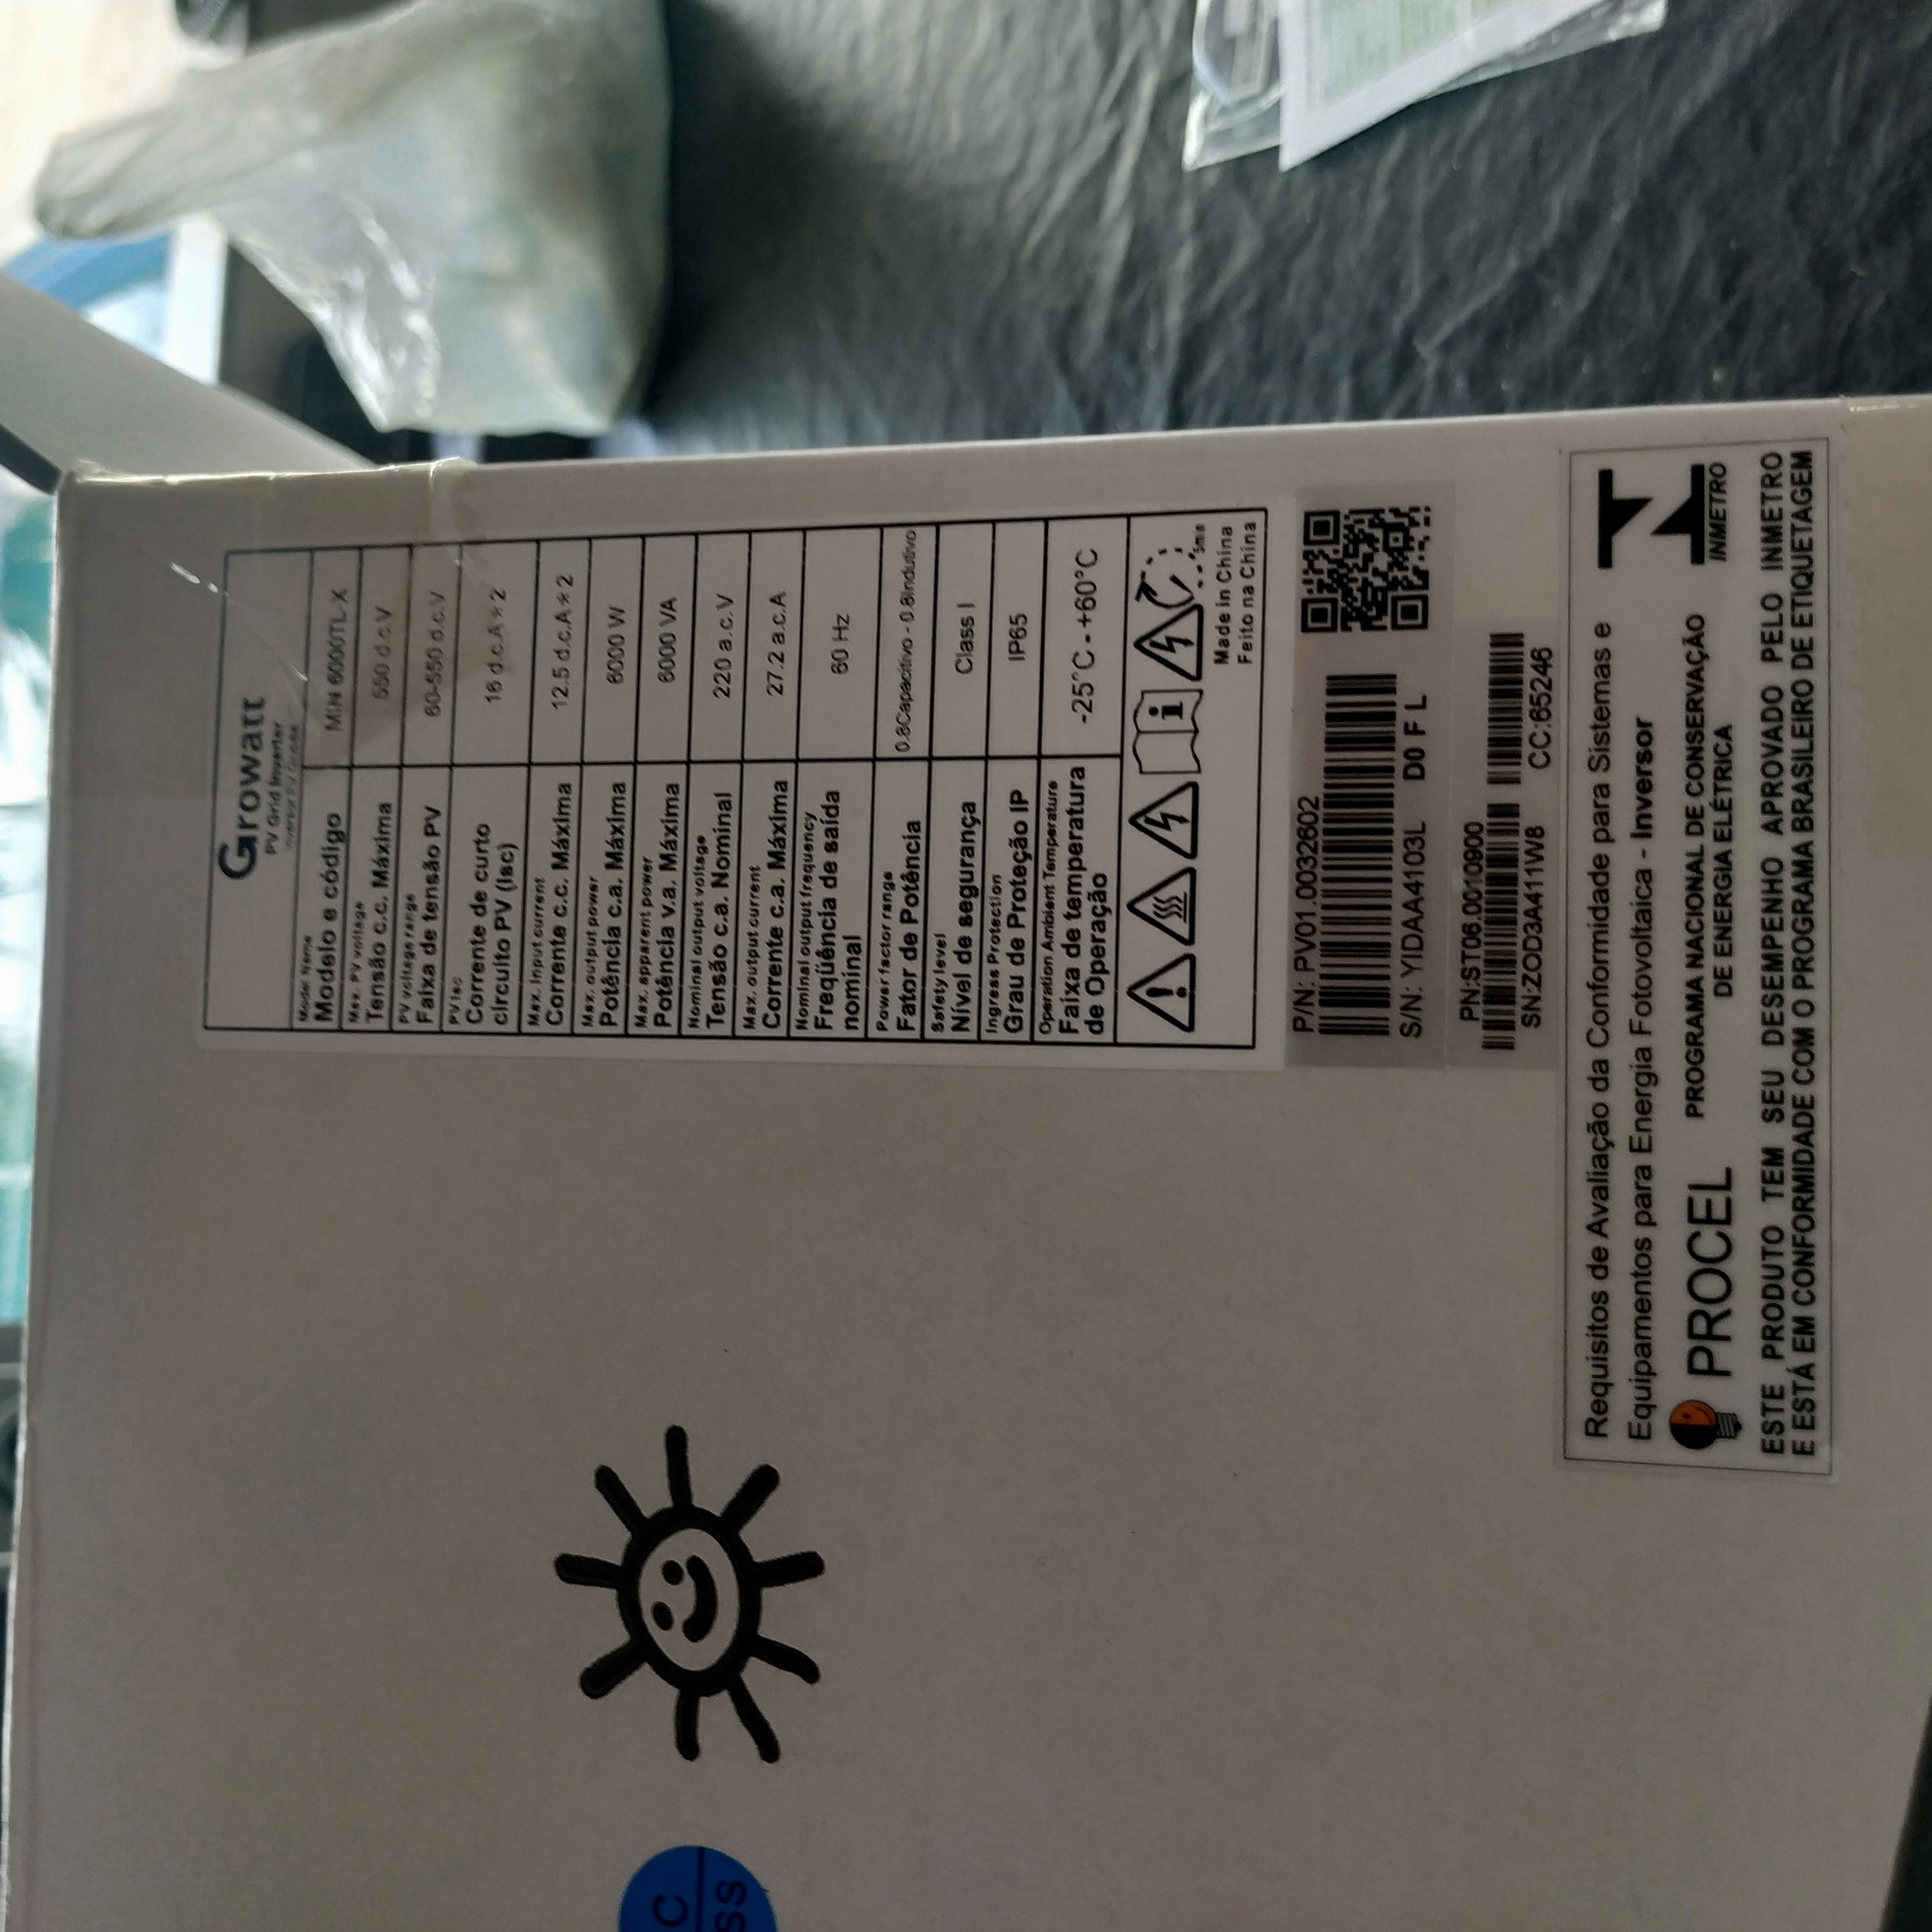 Growatt
PV Grid Inverter
Model Name
Modelo e código
MIN 6000TL-X
Max. PV voltage
Tensão c.c. Máxima
550 d.c.V
PV voltage range
Faixa de tensão PV
60-550 d.c.V
PV Isc
Corrente de curto
circuito PV (Isc)
16 d.c.A*2
Max. input current
Corrente c.c. Máxima
12.5 d.c.A*2
Max. output power
Potência c.a. Máxima
6000 W
Max. apparent power
Potência v.a. Máxima
6000 VA
Nominal output voltage
Tensão c.a. Nominal
220 a.c.V
Max. output current
Corrente c.a. Máxima
27.2 a.c.A
Nominal output frequency
Freqüência de saída
nominal
60 Hz
Power factor range
Fator de Potência
0.8Capacitivo - 0.8Indutivo
Safety level
Nível de segurança
Class I
Ingress Protection
Grau de Proteção IP
IP65
Operation Ambient Temperature
Faixa de temperatura
de Operação
-25°C - +60°C
5min
Made in China
Feito na China
P/N: PV01.0032602
S/N: YIDAA4103L D0 F L
PN:ST06.0010900
SN:ZOD3A411W8 CC:65246
Requisitos de Avaliação da Conformidade para Sistemas e
Equipamentos para Energia Fotovoltaica - Inversor
PROCEL
PROGRAMA NACIONAL DE CONSERVAÇÃO
DE ENERGIA ELÉTRICA
INMETRO
ESTE PRODUTO TEM SEU DESEMPENHO APROVADO PELO INMETRO
E ESTÁ EM CONFORMIDADE COM O PROGRAMA BRASILEIRO DE ETIQUETAGEM